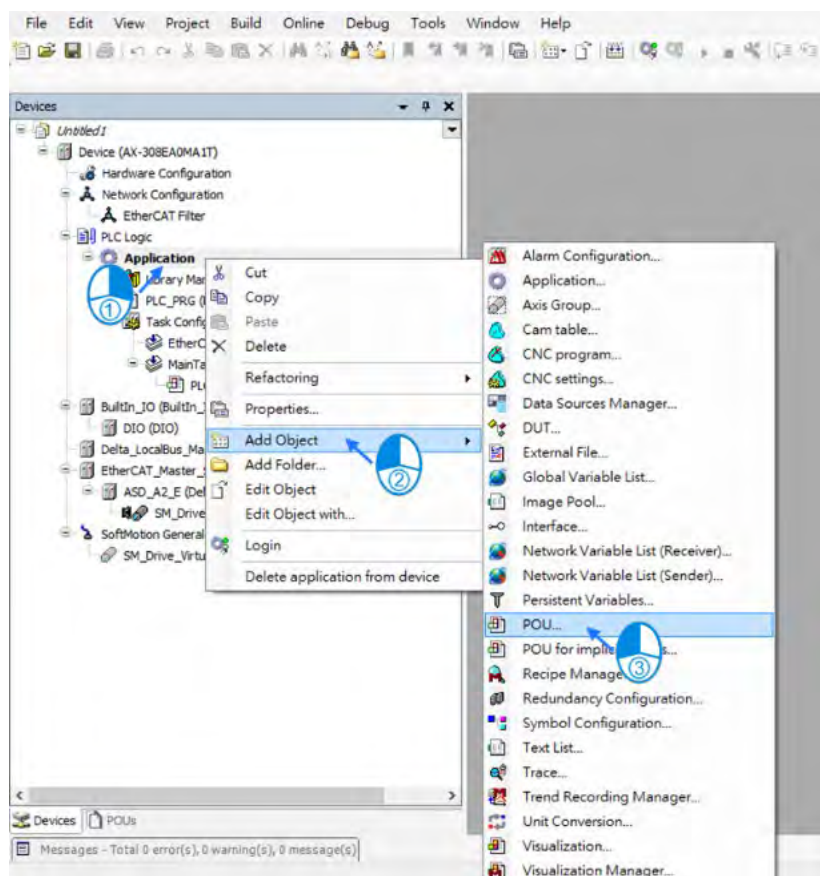 File Edit View Project Build Online Debug Tools Window Help
Devices
Untitled1
Device (AX-308EA0MA1T)
Hardware Configuration
Network Configuration
EtherCAT Filter
PLC Logic
Application
Library Mar
PLC_PRG (
Task Config
EtherC
MainTa
PL
BuiltIn_IO (BuiltIn_
DIO (DIO)
Delta_LocalBus_Ma
EtherCAT_Master_
ASD_A2_E (Del
SM_Drive
SoftMotion General
SM_Drive_Virtu
①
Cut
Copy
Paste
Delete
Refactoring
Properties...
Add Object
Add Folder...
Edit Object
Edit Object with...
Login
Delete application from device
②
Alarm Configuration...
Application...
Axis Group...
Cam table...
CNC program...
CNC settings...
Data Sources Manager...
DUT...
External File...
Global Variable List...
Image Pool...
Interface...
Network Variable List (Receiver)...
Network Variable List (Sender)...
Persistent Variables...
POU...
POU for implic s...
Recipe Manage
③
Redundancy Configuration...
Symbol Configuration...
Text List...
Trace...
Trend Recording Manager...
Unit Conversion...
Visualization...
Visualization Manager...
Devices POUs
Messages - Total 0 error(s), 0 warning(s), 0 message(s)